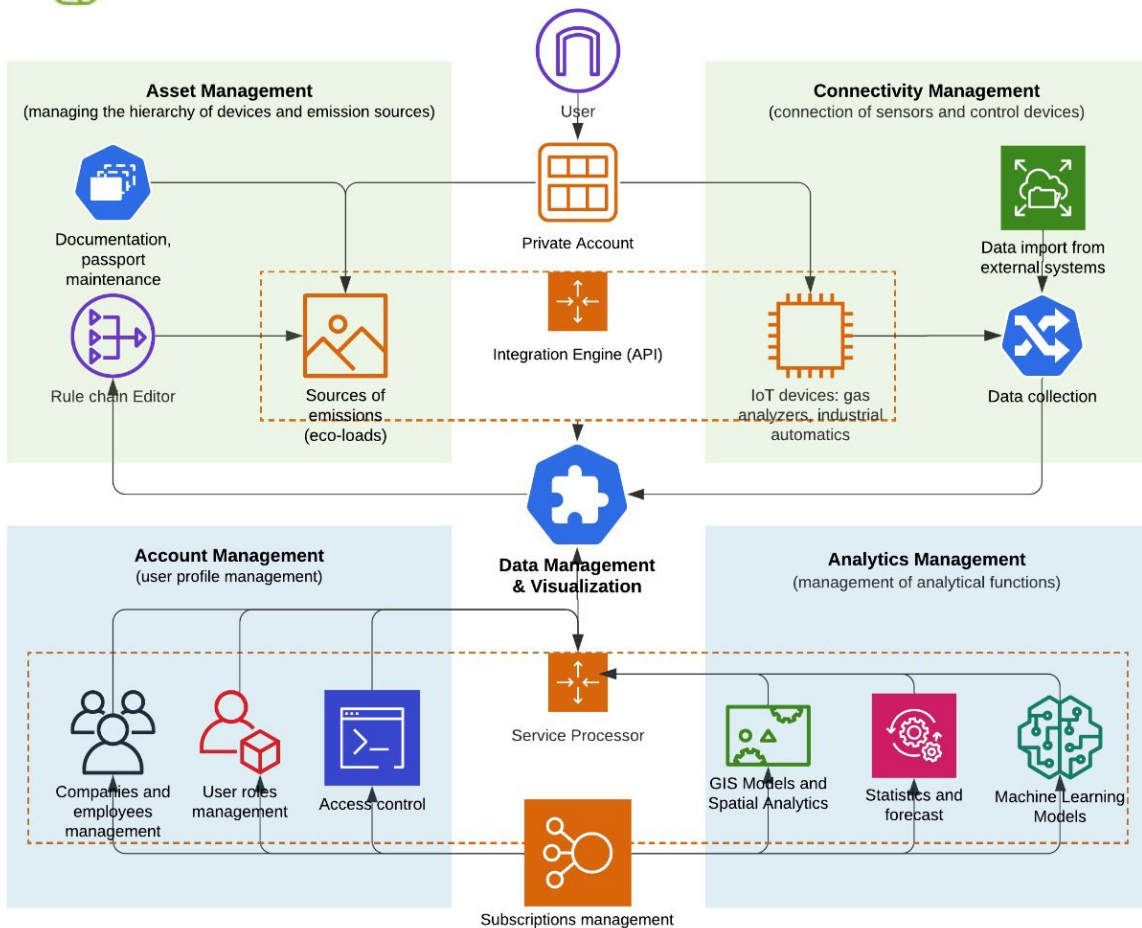 Asset Management
(managing the hierarchy of devices and emission sources)
User
Connectivity Management
(connection of sensors and control devices)
Documentation,
passport
maintenance
Private Account
Data import from
external systems
Rule chain Editor
Sources of
emissions
(eco-loads)
Integration Engine (API)
IoT devices: gas
analyzers, industrial
automatics
Data collection
Account Management
(user profile management)
Data Management
& Visualization
Analytics Management
(management of analytical functions)
Companies and
employees
management
User roles
management
Access control
Service Processor
GIS Models and
Spatial Analytics
Statistics and
forecast
Machine Learning
Models
Subscriptions management